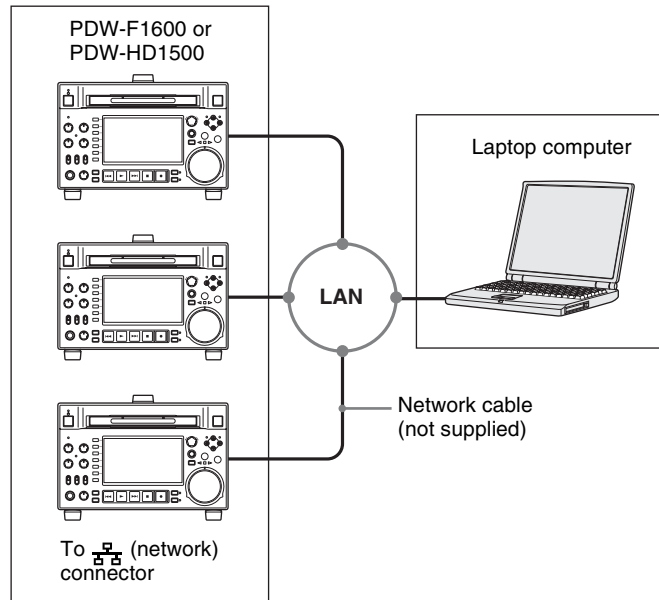 PDW-F1600 or
PDW-HD1500
Laptop computer
LAN
Network cable
(not supplied)
To (network)
connector